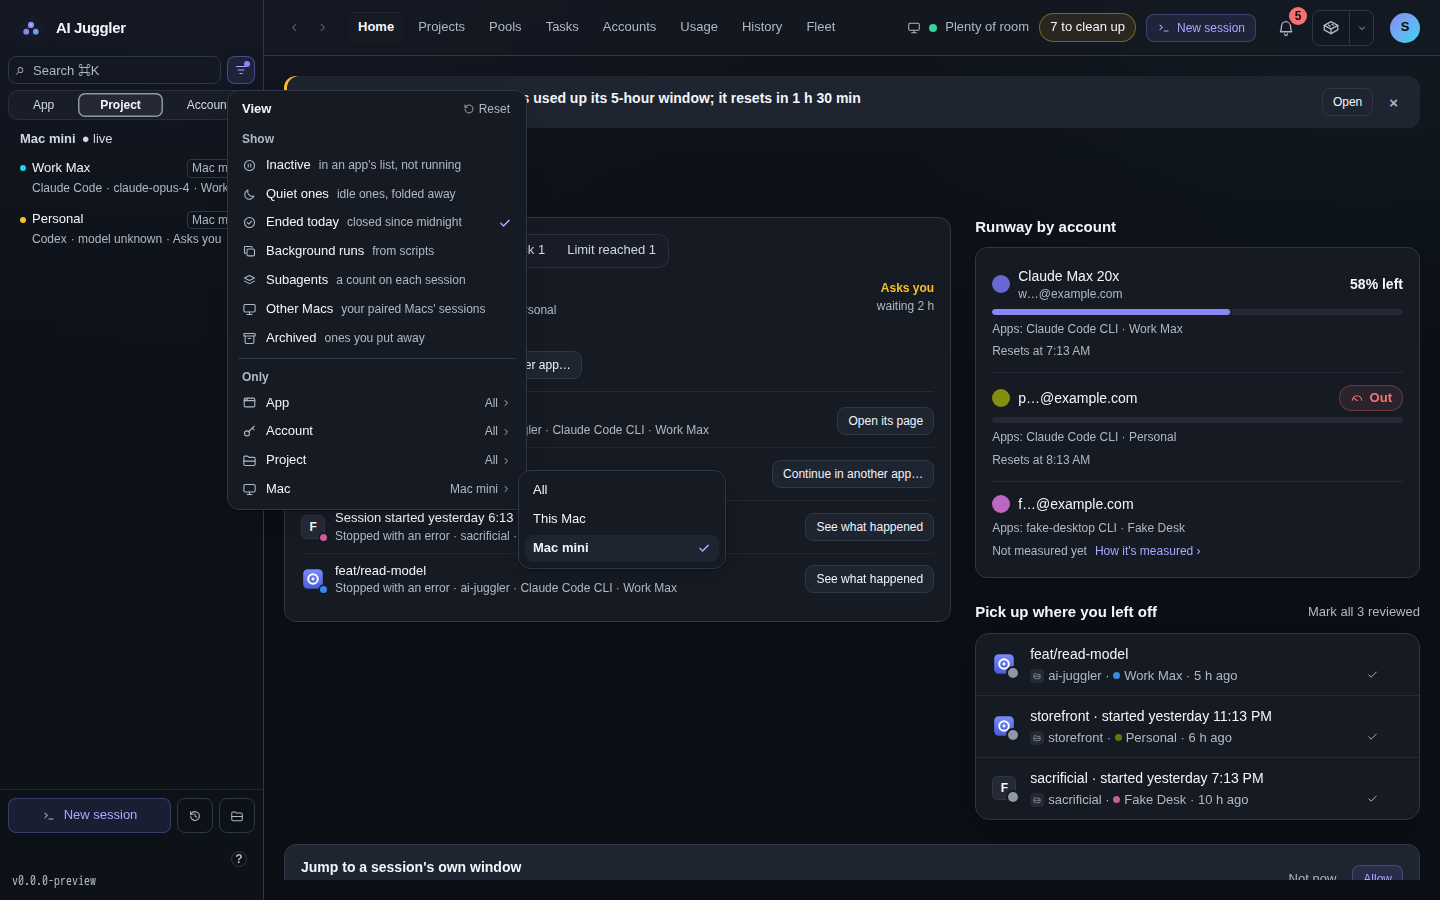 AI Juggler
Search ⌘K
App
Project
Accoun
Mac mini live
Work Max
Mac m
Claude Code · claude-opus-4 · Work
Personal
Mac m
Codex · model unknown · Asks you
New session
?
v0.0.0-preview
Home
Projects
Pools
Tasks
Accounts
Usage
History
Fleet
Plenty of room
7 to clean up
New session
5
S
used up its 5-hour window; it resets in 1 h 30 min
Open
×
View
Reset
Show
Inactive in an app's list, not running
Quiet ones idle ones, folded away
Ended today closed since midnight
Background runs from scripts
Subagents a count on each session
Other Macs your paired Macs' sessions
Archived ones you put away
Only
App All
Account All
Project All
Mac Mac mini
All
This Mac
Mac mini
k 1
Limit reached 1
Asks you
rsonal
waiting 2 h
er app…
gler · Claude Code CLI · Work Max
Open its page
Continue in another app…
F
Session started yesterday 6:13
Stopped with an error · sacrificial ·
See what happened
feat/read-model
Stopped with an error · ai-juggler · Claude Code CLI · Work Max
See what happened
Runway by account
Claude Max 20x
w…@example.com
58% left
Apps: Claude Code CLI · Work Max
Resets at 7:13 AM
p…@example.com
Out
Apps: Claude Code CLI · Personal
Resets at 8:13 AM
f…@example.com
Apps: fake-desktop CLI · Fake Desk
Not measured yet How it's measured ›
Pick up where you left off
Mark all 3 reviewed
feat/read-model
ai-juggler · Work Max · 5 h ago
storefront · started yesterday 11:13 PM
storefront · Personal · 6 h ago
F
sacrificial · started yesterday 7:13 PM
sacrificial · Fake Desk · 10 h ago
Jump to a session's own window
Not now
Allow